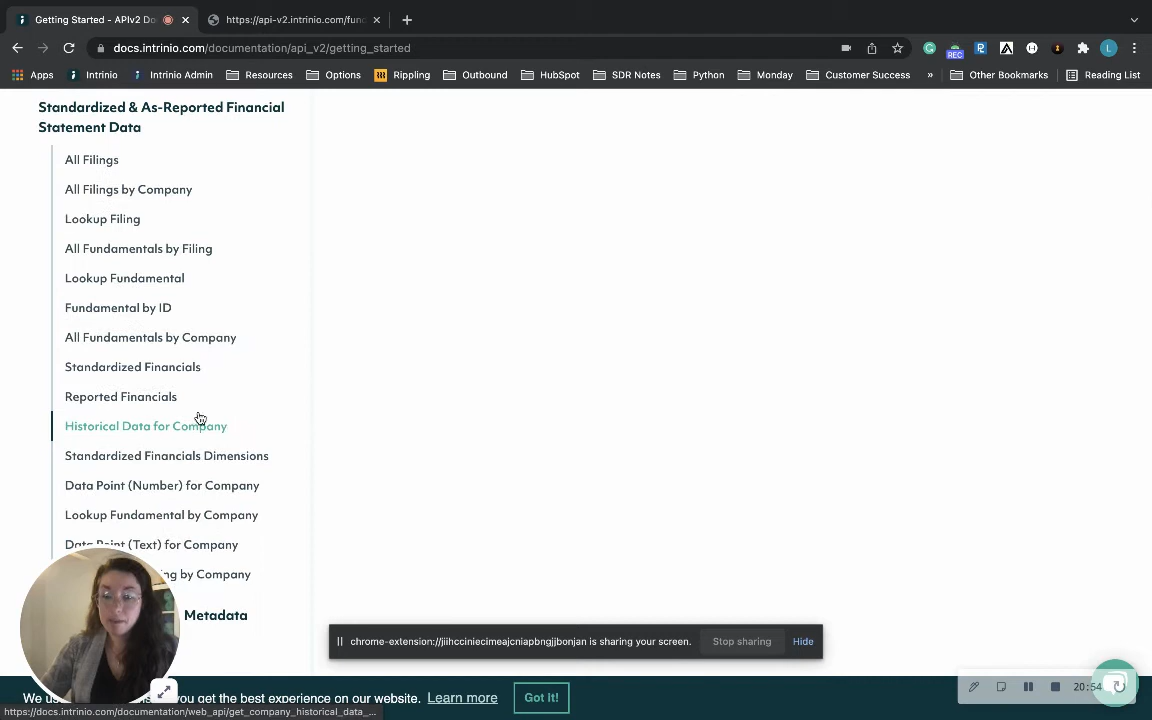 Getting Started - APIv2 Do
https://api-v2.intrinio.com/fun
docs.intrinio.com/documentation/api_v2/getting_started
REC
L
Apps
Intrinio
Intrinio Admin
Resources
Options
Rippling
Outbound
HubSpot
SDR Notes
Python
Monday
Customer Success
»
Other Bookmarks
Reading List
Standardized & As-Reported Financial
Statement Data
All Filings
All Filings by Company
Lookup Filing
All Fundamentals by Filing
Lookup Fundamental
Fundamental by ID
All Fundamentals by Company
Standardized Financials
Reported Financials
Historical Data for Company
Standardized Financials Dimensions
Data Point (Number) for Company
Lookup Fundamental by Company
Data Point (Text) for Company
by Company
Metadata
chrome-extension://jiihcciniecimeajcniapbngjjbonjan is sharing your screen.
Stop sharing
Hide
We us
you get the best experience on our website. Learn more
Got it!
20:54
https://docs.intrinio.com/documentation/web_api/get_company_historical_data_...